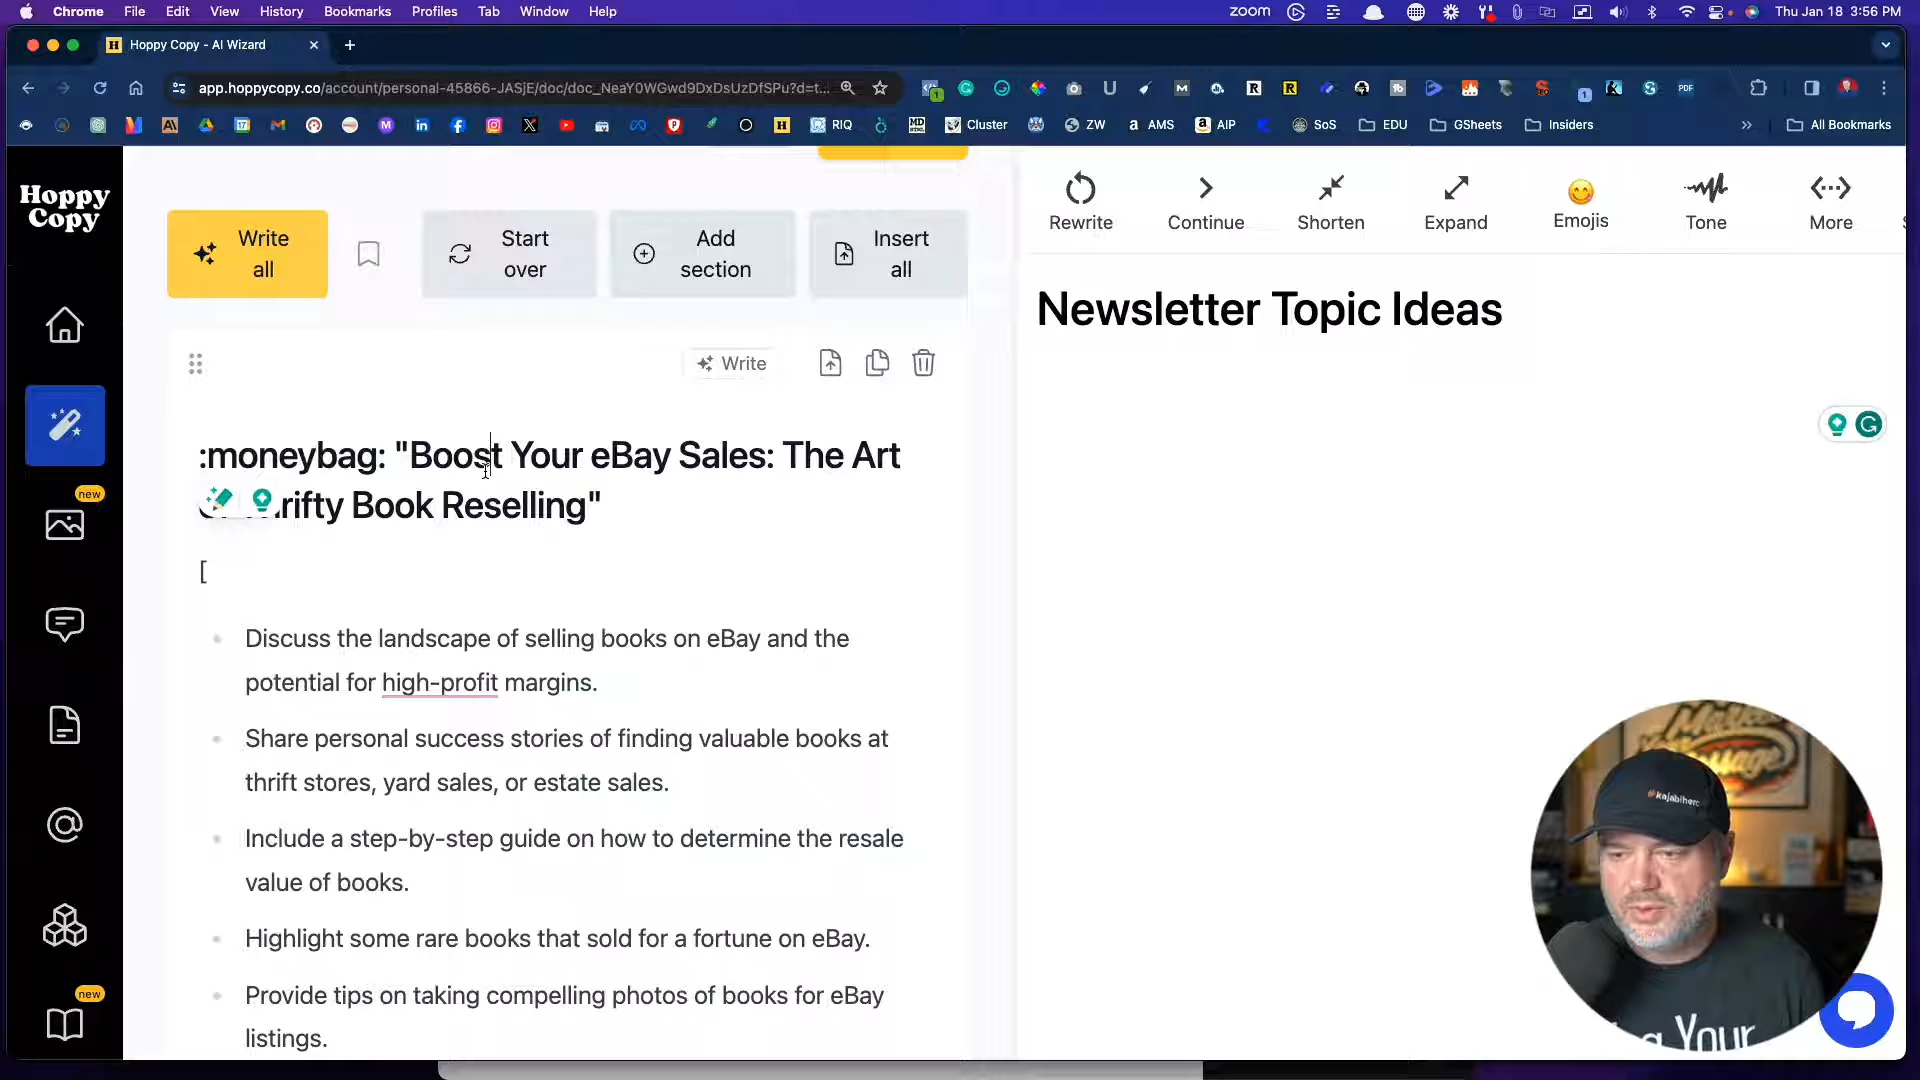 Chrome File Edit View History Bookmarks Profiles Tab Window Help
zoom
Thu Jan 18 3:56 PM
Hoppy Copy - AI Wizard
app.hoppycopy.co/account/personal-45866-JASjE/doc/doc_NeaY0WGwd9DxDsUzDfSPu?d=t...
RIQ
Cluster
ZW
AMS
AIP
SoS
EDU
GSheets
Insiders
All Bookmarks
Hoppy
Copy
new
new
Write
all
Start
over
Add
section
Insert
all
Write
:moneybag: "Boost Your eBay Sales: The Art
rifty Book Reselling"
[
Discuss the landscape of selling books on eBay and the
potential for high-profit margins.
Share personal success stories of finding valuable books at
thrift stores, yard sales, or estate sales.
Include a step-by-step guide on how to determine the resale
value of books.
Highlight some rare books that sold for a fortune on eBay.
Provide tips on taking compelling photos of books for eBay
listings.
Rewrite
Continue
Shorten
Expand
Emojis
Tone
More
Newsletter Topic Ideas
#kajabihero
Your